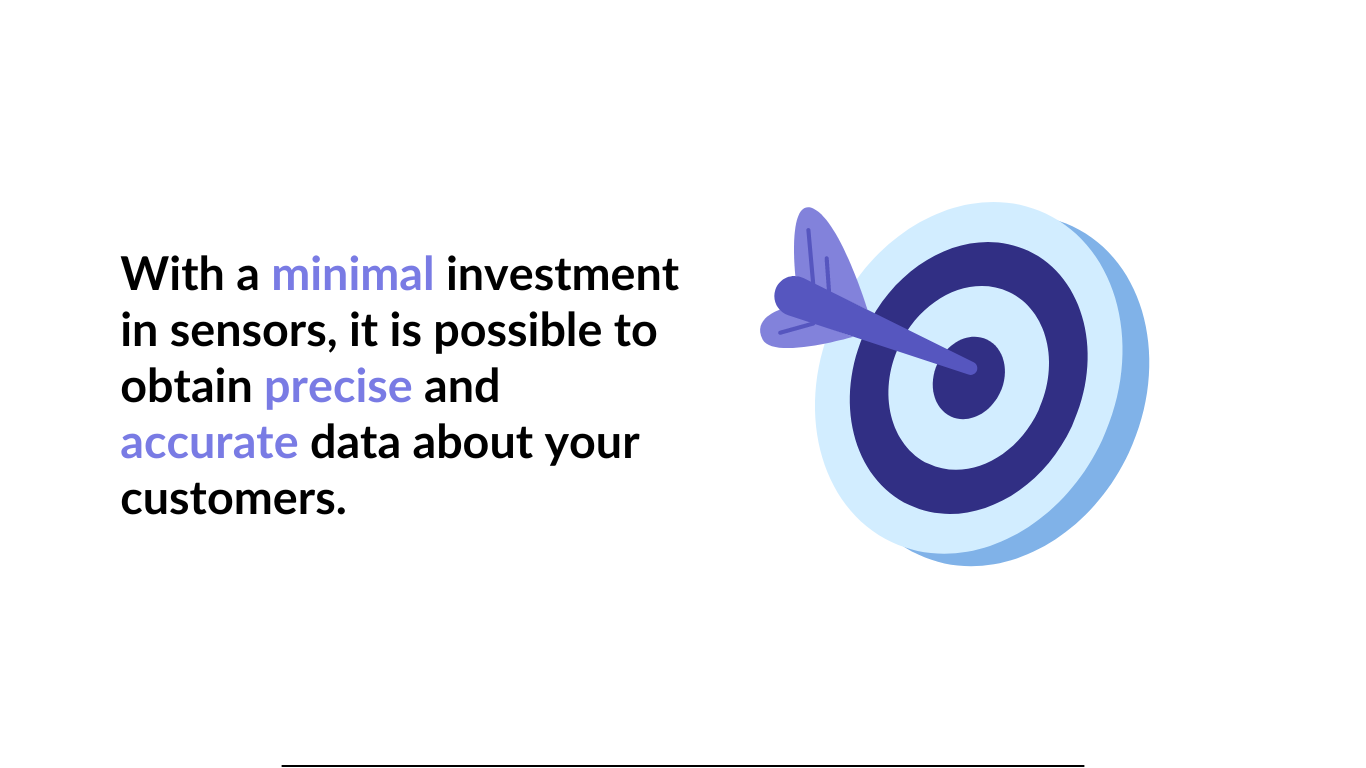 With a minimal investment
in sensors, it is possible to
obtain precise and
accurate data about your
customers.